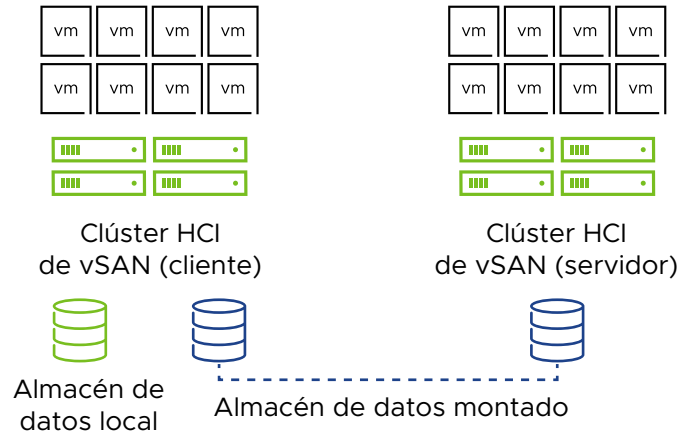 vm vm vm vm
vm vm vm vm
vm vm vm vm
vm vm vm vm
Clúster HCI
de vSAN (cliente)
Clúster HCI
de vSAN (servidor)
Almacén de
datos local
Almacén de datos montado